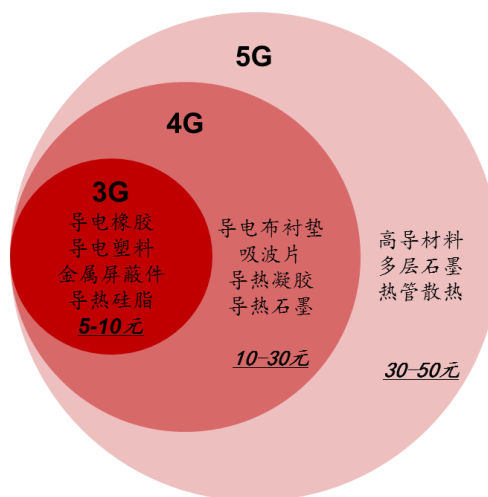 5G
4G
3G
导电橡胶
导电塑料
金属屏蔽件
导热硅脂
5-10元
导电布衬垫
吸波片
导热凝胶
导热石墨
10-30元
高导材料
多层石墨
热管散热
30-50元